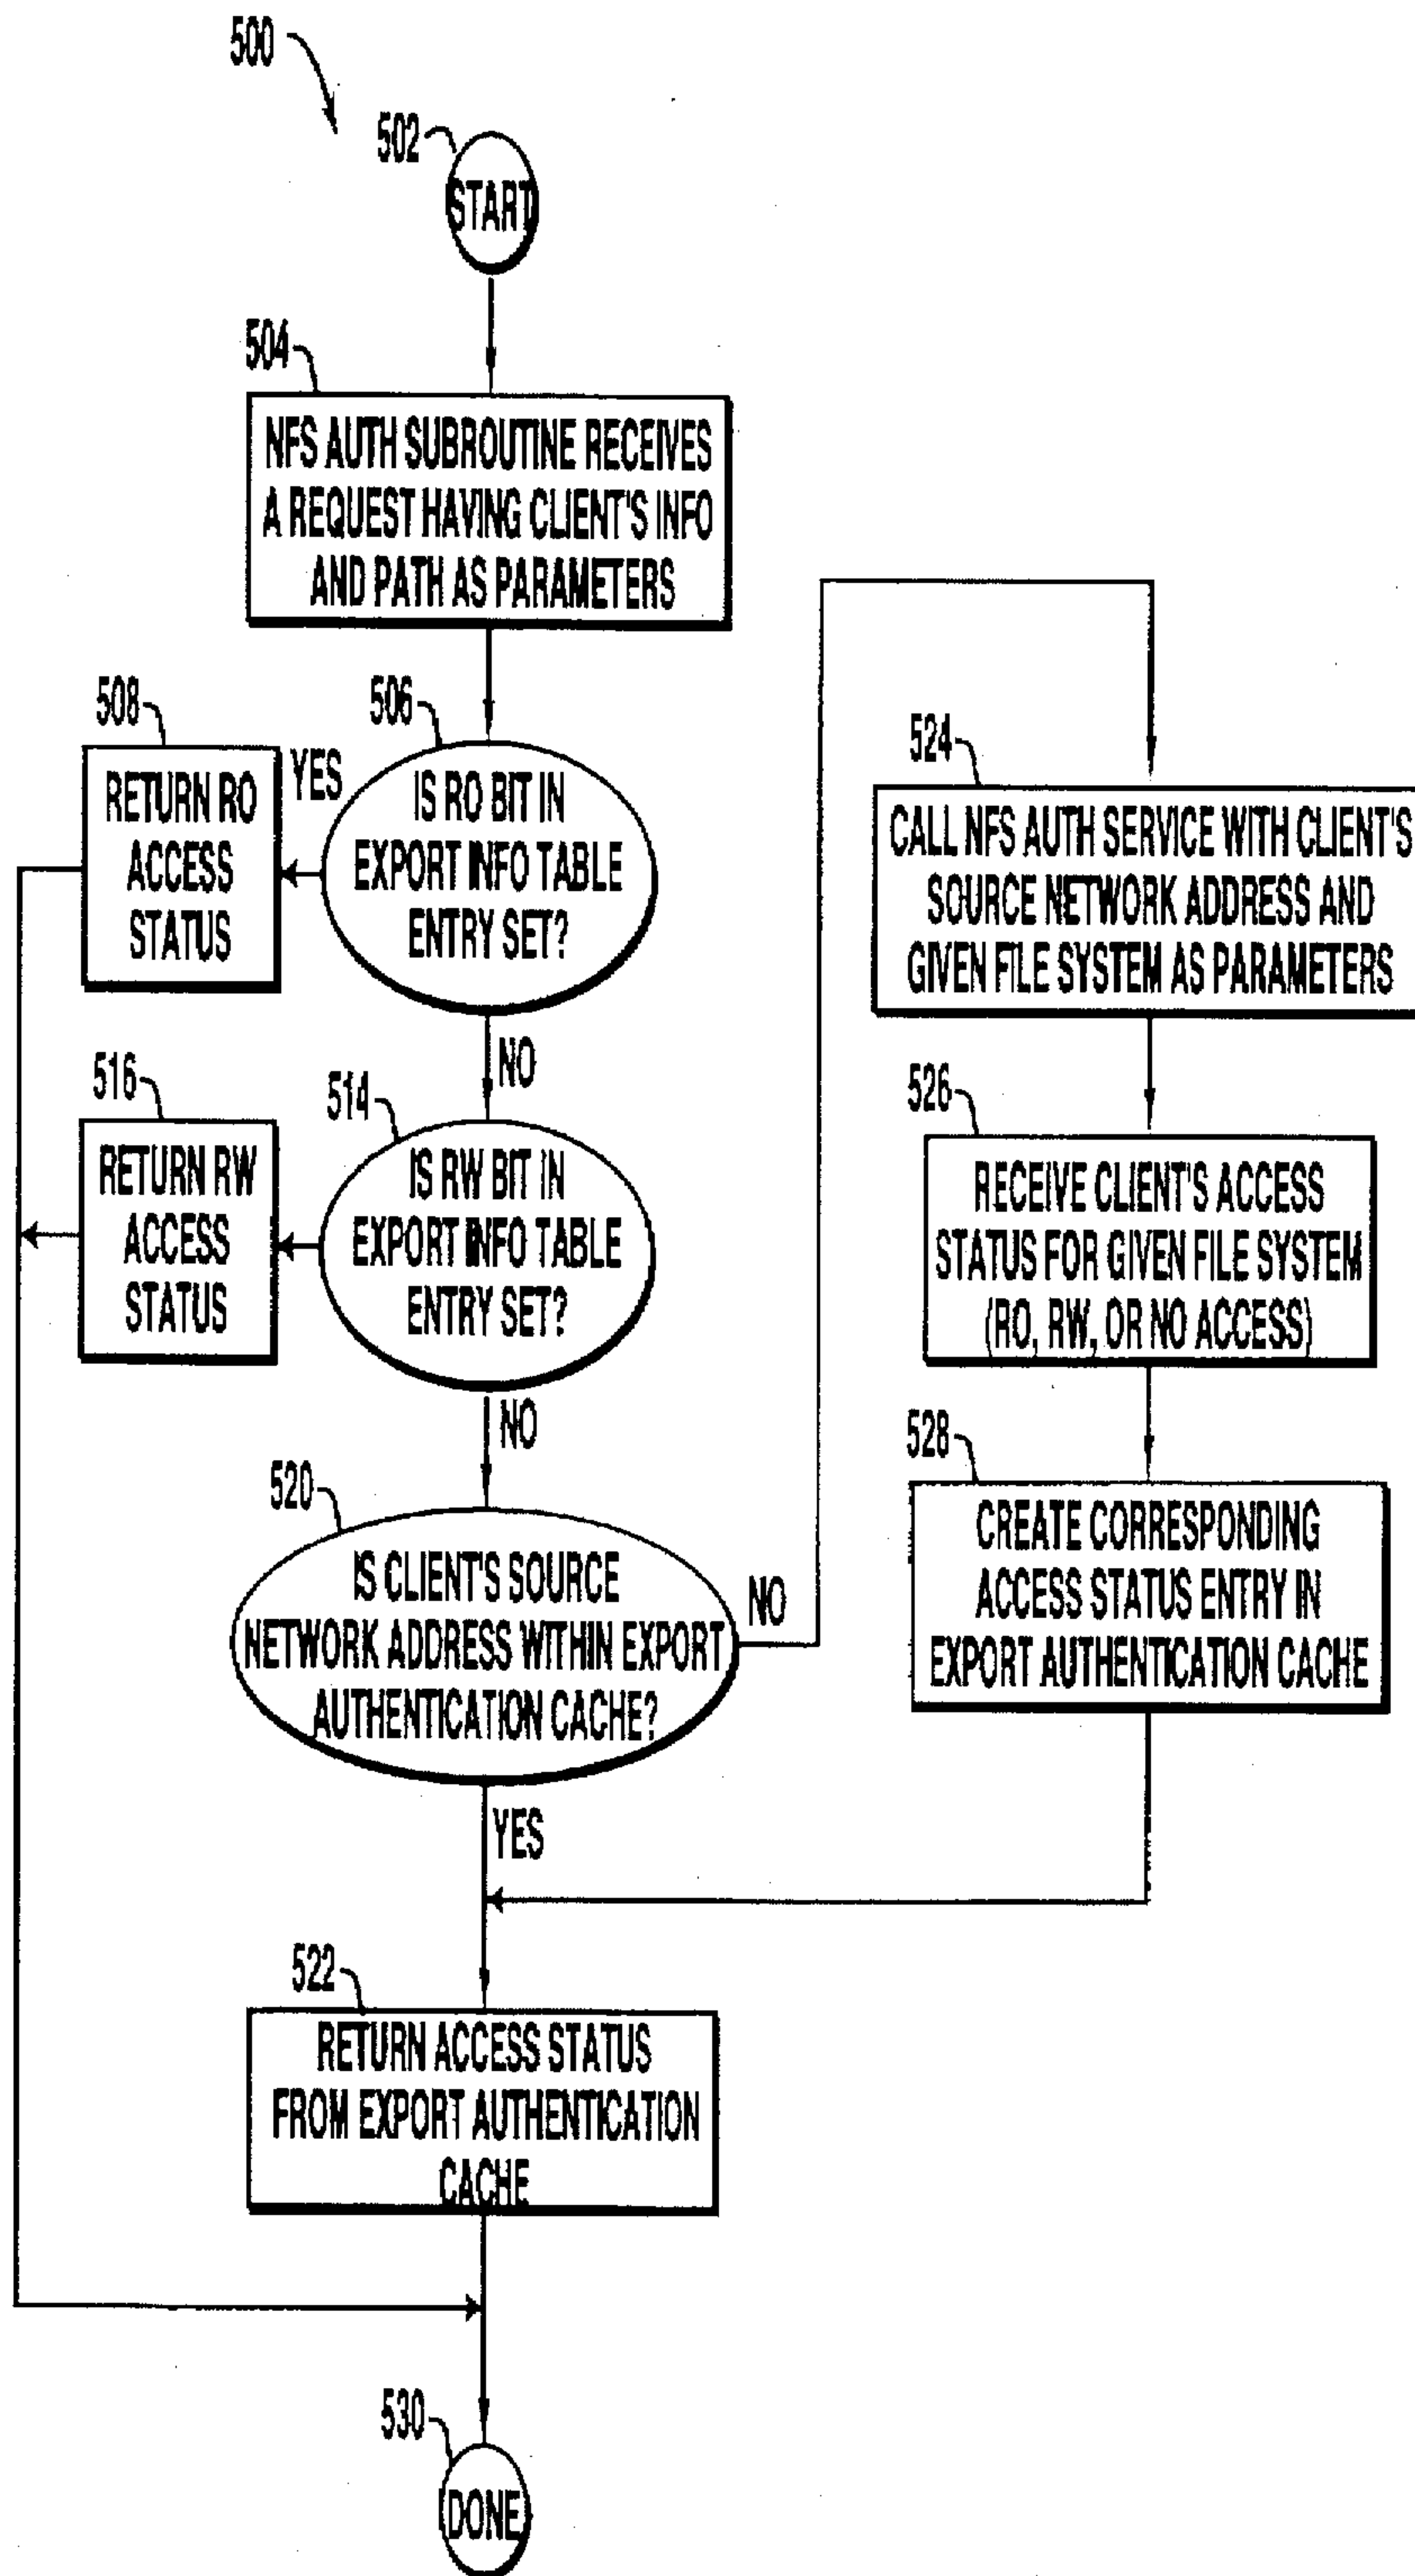 500
502
START
504
NFS AUTH SUBROUTINE RECEIVES
A REQUEST HAVING CLIENT'S INFO
AND PATH AS PARAMETERS
508
RETURN RO
ACCESS
STATUS
YES
506
IS RO BIT IN
EXPORT INFO TABLE
ENTRY SET?
NO
516
RETURN RW
ACCESS
STATUS
514
IS RW BIT IN
EXPORT INFO TABLE
ENTRY SET?
NO
520
IS CLIENT'S SOURCE
NETWORK ADDRESS WITHIN EXPORT
AUTHENTICATION CACHE?
NO
YES
524
CALL NFS AUTH SERVICE WITH CLIENT'S
SOURCE NETWORK ADDRESS AND
GIVEN FILE SYSTEM AS PARAMETERS
526
RECEIVE CLIENT'S ACCESS
STATUS FOR GIVEN FILE SYSTEM
(RO, RW, OR NO ACCESS)
528
CREATE CORRESPONDING
ACCESS STATUS ENTRY IN
EXPORT AUTHENTICATION CACHE
522
RETURN ACCESS STATUS
FROM EXPORT AUTHENTICATION
CACHE
530
DONE